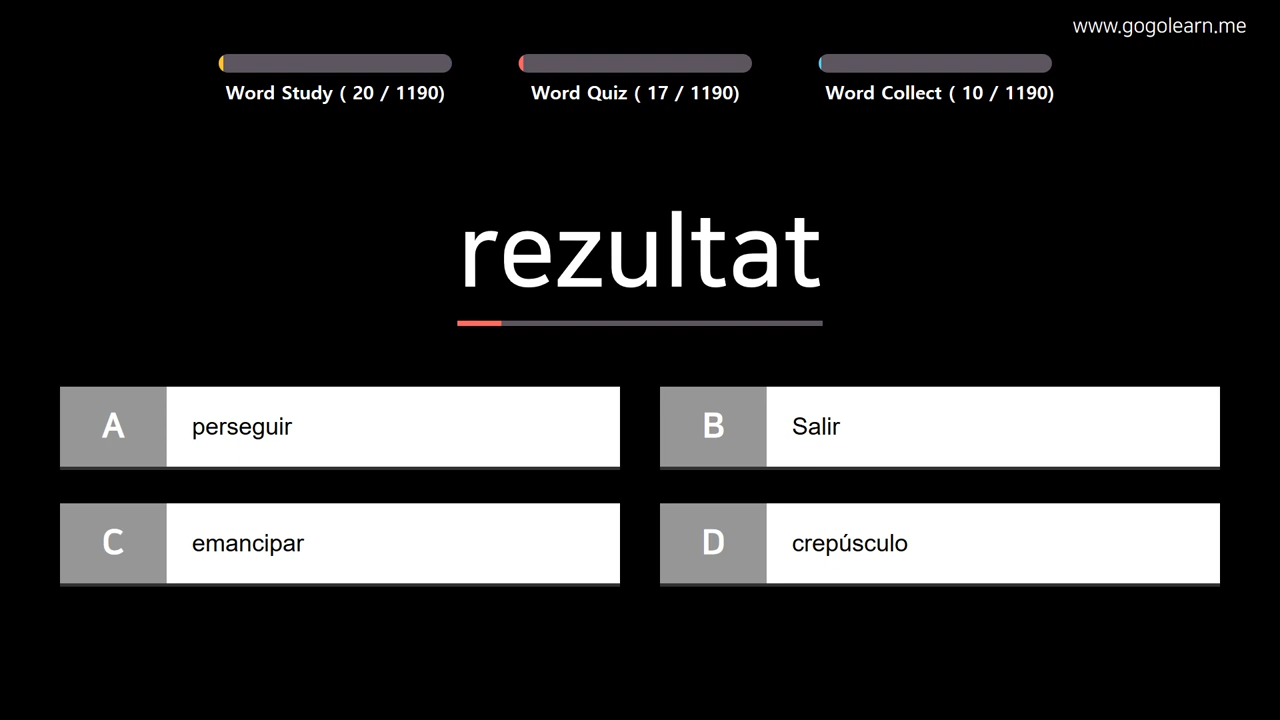 www.gogolearn.me
Word Study ( 20 / 1190)
Word Quiz ( 17 / 1190)
Word Collect ( 10 / 1190)
rezultat
A perseguir
B Salir
C emancipar
D crepúsculo